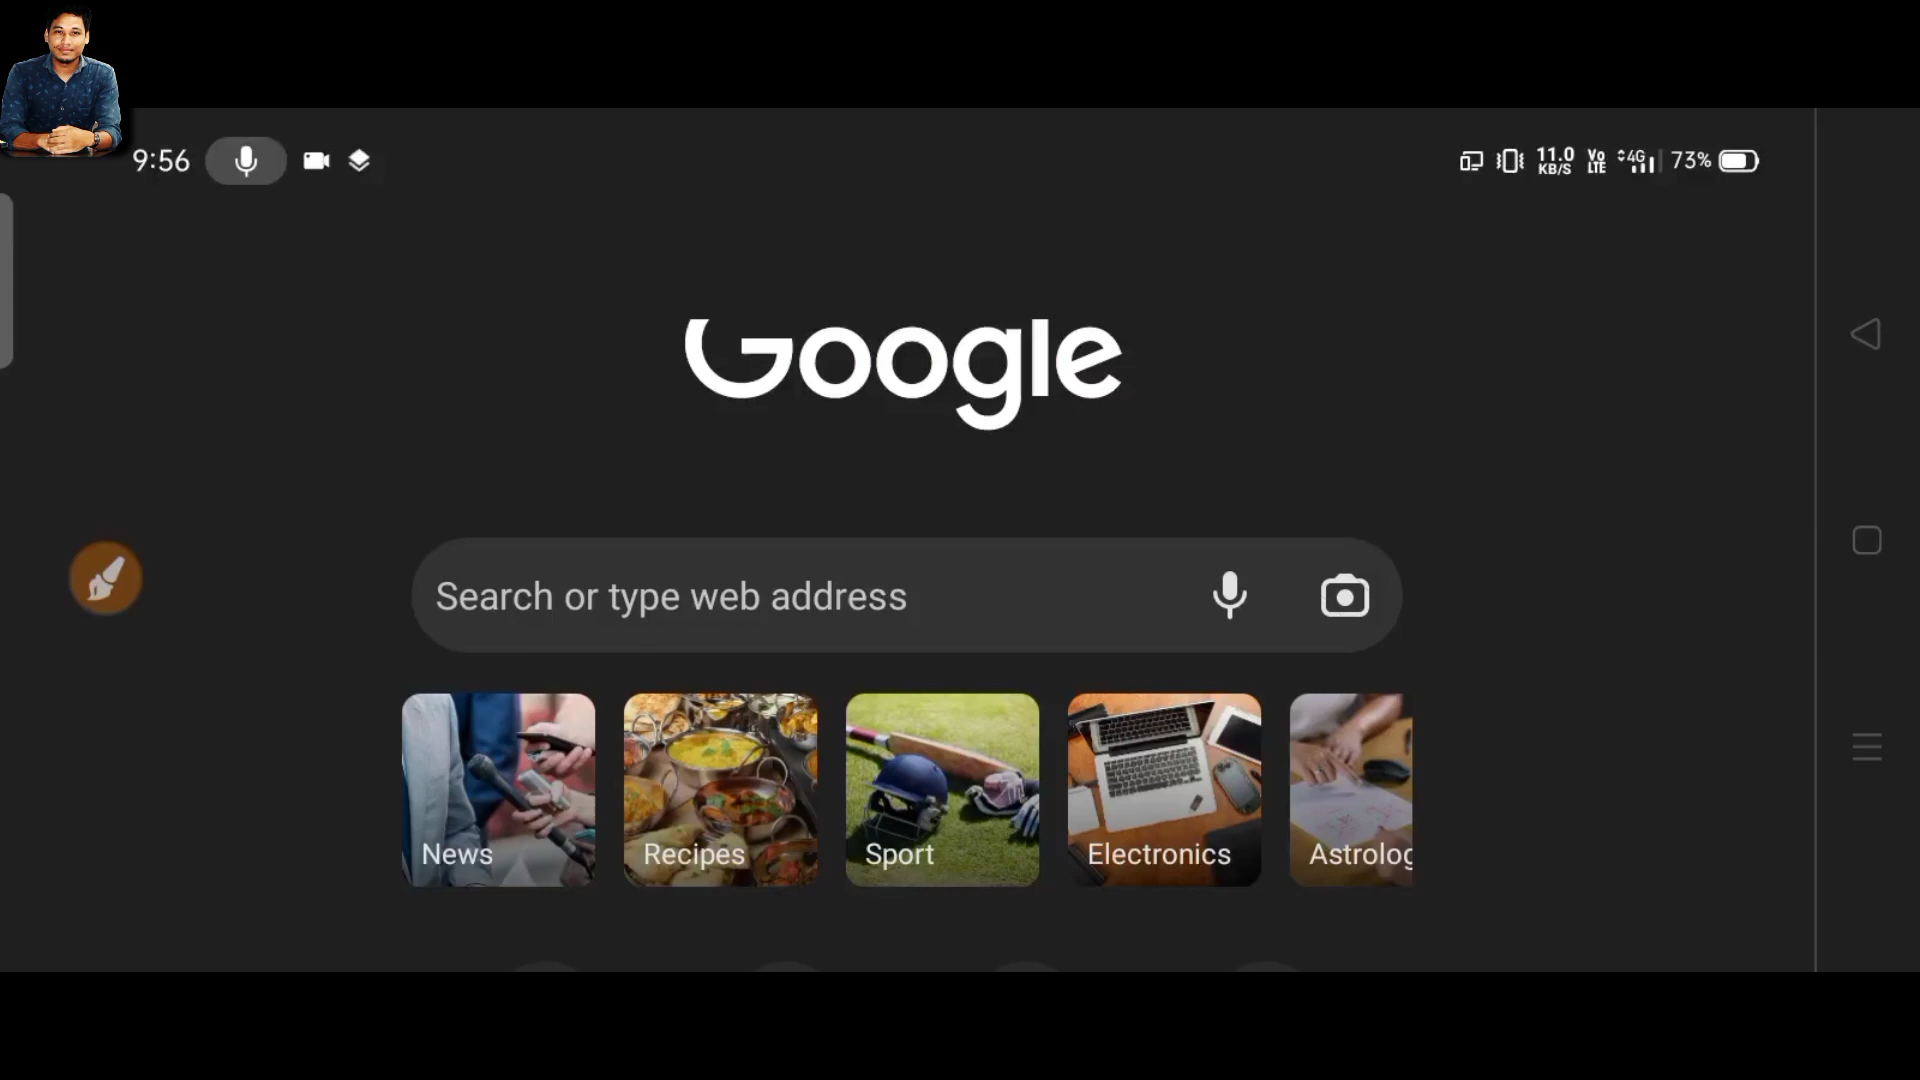 9:56 11.0 KB/S Vo LTE 4G 73%
Google
Search or type web address
News Recipes Sport Electronics Astrolog